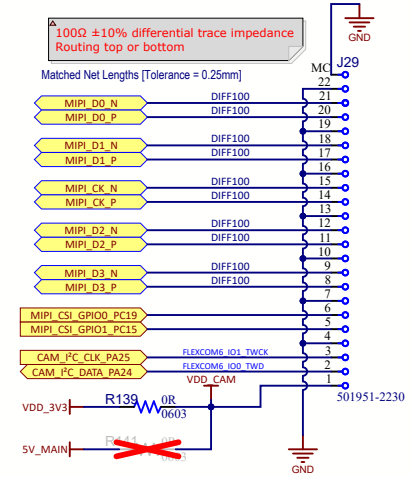 100Ω ±10% differential trace impedance
Routing top or bottom
GND
Matched Net Lengths [Tolerance = 0.25mm]
J29
MC
22
MIPI_D0_N DIFF100 21
MIPI_D0_P DIFF100 20
19
MIPI_D1_N DIFF100 18
MIPI_D1_P DIFF100 17
16
MIPI_CK_N DIFF100 15
MIPI_CK_P DIFF100 14
13
MIPI_D2_N DIFF100 12
MIPI_D2_P DIFF100 11
10
MIPI_D3_N DIFF100 9
MIPI_D3_P DIFF100 8
7
MIPI_CSI_GPIO0_PC19 6
MIPI_CSI_GPIO1_PC15 5
4
CAM_I²C_CLK_PA25 FLEXCOM6_IO1_TWCK 3
CAM_I²C_DATA_PA24 FLEXCOM6_IO0_TWD 2
VDD_CAM 1
501951-2230
R139 0R
VDD_3V3 0603
R141 0R
5V_MAIN 0603
GND